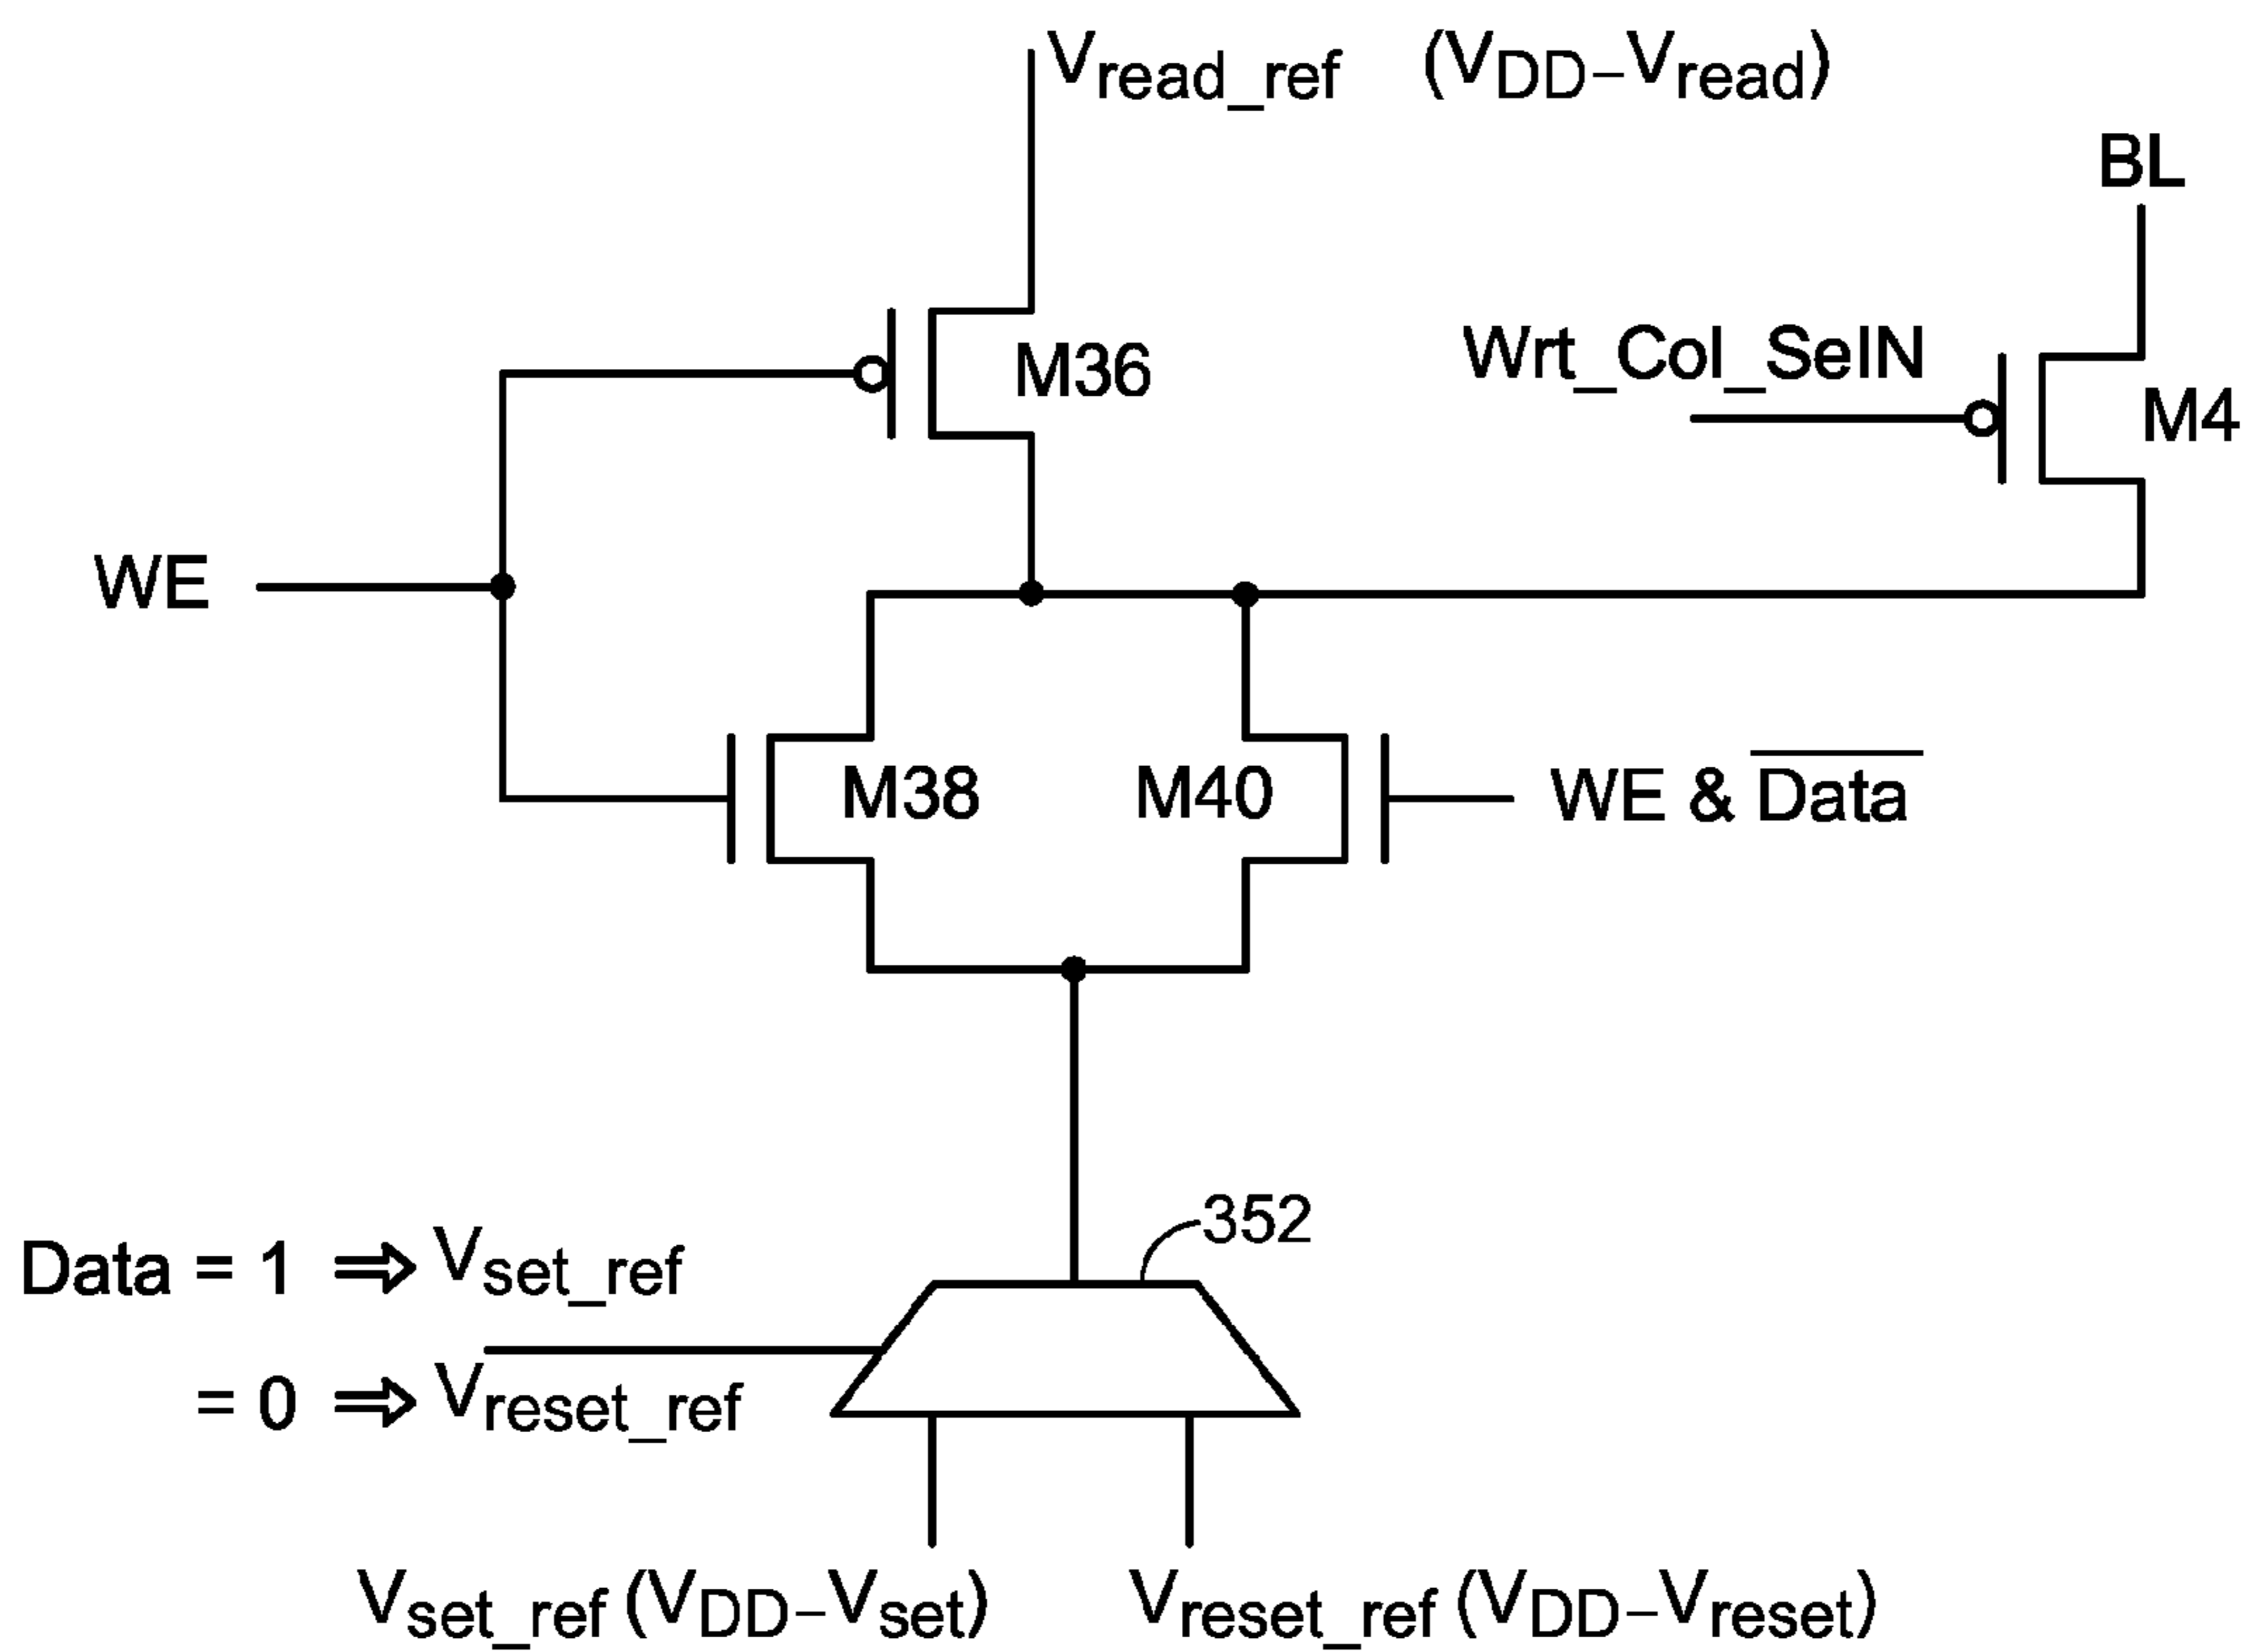 Vread_ref (VDD–Vread)
BL
Wrt_Col_SelN
M36
M4
WE
M38
M40
WE & D̅a̅t̅a̅
352
Data = 1 ⇒ Vset_ref
= 0 ⇒ Vreset_ref
Vset_ref (VDD–Vset)
Vreset_ref (VDD–Vreset)